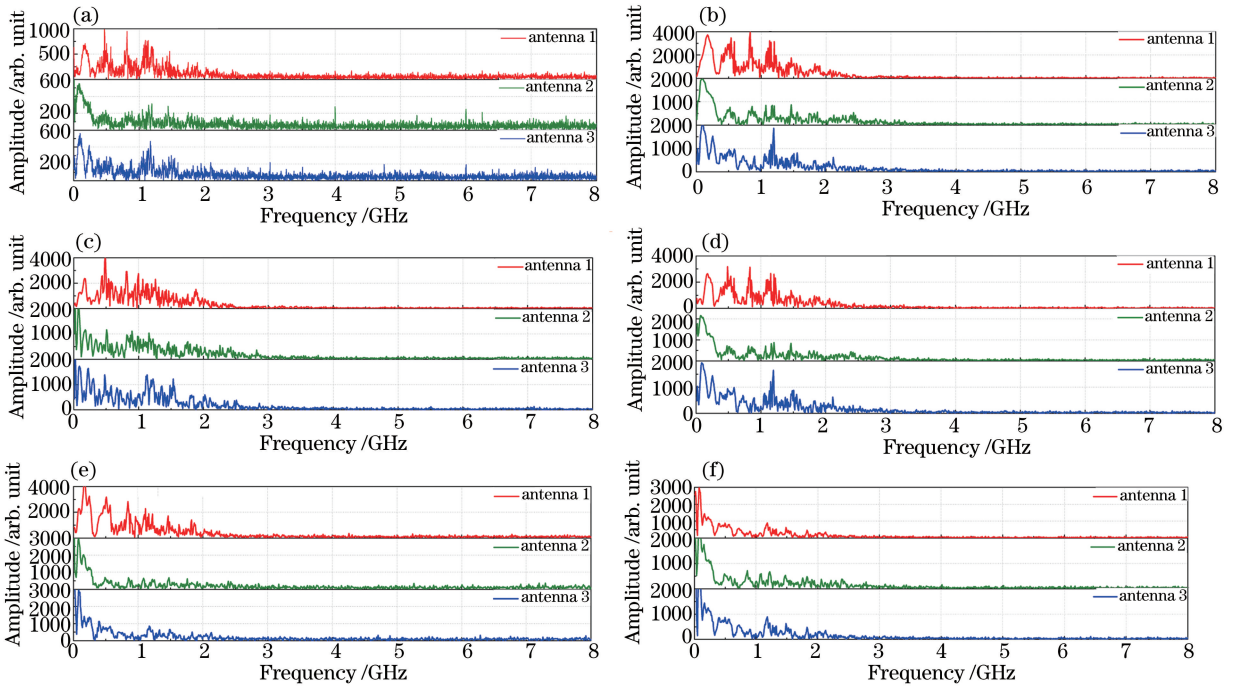 (a)
Amplitude /arb. unit
1000
500
600
200
600
200
antenna 1
antenna 2
antenna 3
0 1 2 3 4 5 6 7 8
Frequency /GHz
(b)
Amplitude /arb. unit
4000
2000
2000
1000
2000
1000
0
antenna 1
antenna 2
antenna 3
0 1 2 3 4 5 6 7 8
Frequency /GHz
(c)
Amplitude /arb. unit
4000
2000
2000
1000
2000
1000
0
antenna 1
antenna 2
antenna 3
0 1 2 3 4 5 6 7 8
Frequency /GHz
(d)
Amplitude /arb. unit
4000
2000
0
2000
1000
2000
1000
0
antenna 1
antenna 2
antenna 3
0 1 2 3 4 5 6 7 8
Frequency /GHz
(e)
Amplitude /arb. unit
4000
2000
3000
2000
1000
3000
2000
1000
0
antenna 1
antenna 2
antenna 3
0 1 2 3 4 5 6 7 8
Frequency /GHz
(f)
Amplitude /arb. unit
3000
2000
1000
2000
1000
2000
1000
0
antenna 1
antenna 2
antenna 3
0 1 2 3 4 5 6 7 8
Frequency /GHz